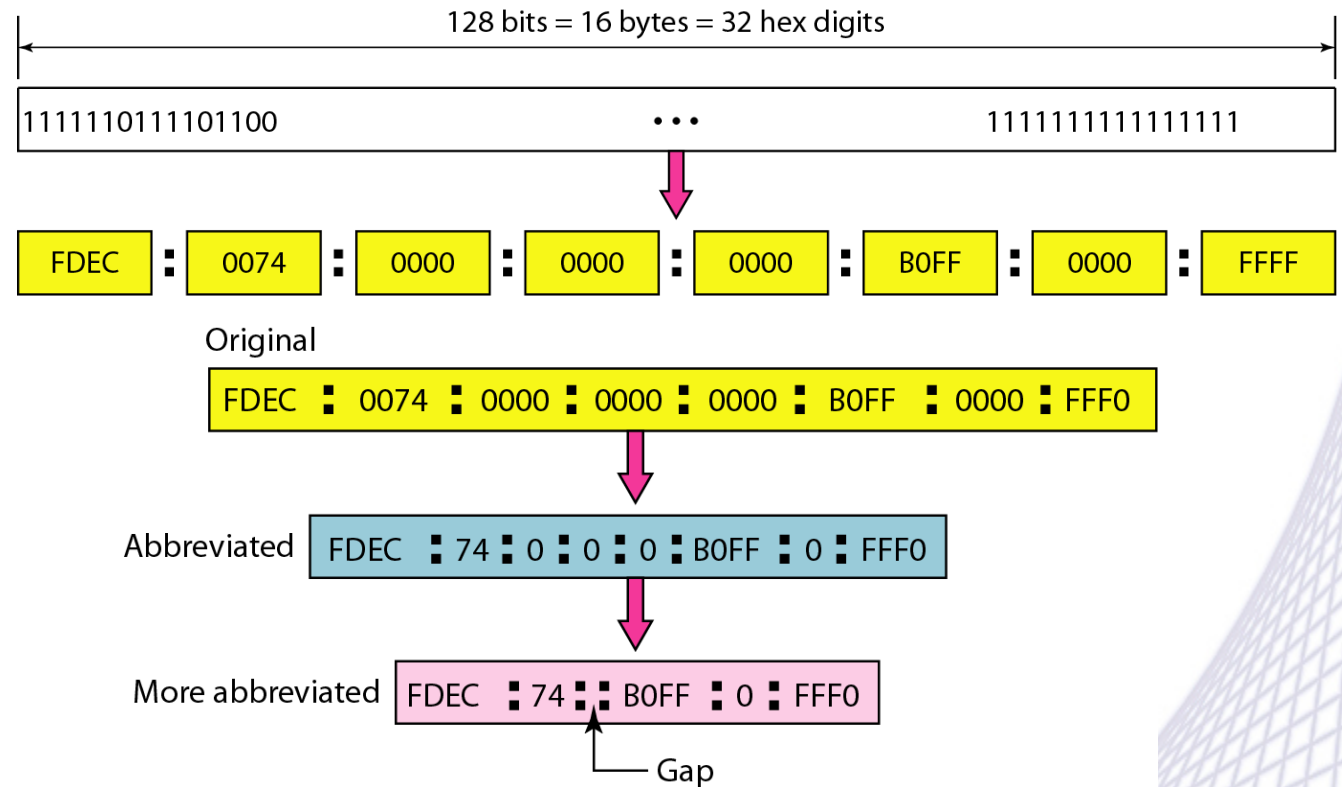 128 bits = 16 bytes = 32 hex digits
1111110111101100 ••• 1111111111111111
FDEC : 0074 : 0000 : 0000 : 0000 : B0FF : 0000 : FFFF
Original
FDEC : 0074 : 0000 : 0000 : 0000 : B0FF : 0000 : FFF0
Abbreviated FDEC : 74 : 0 : 0 : 0 : B0FF : 0 : FFF0
More abbreviated FDEC : 74 : : B0FF : 0 : FFF0
Gap